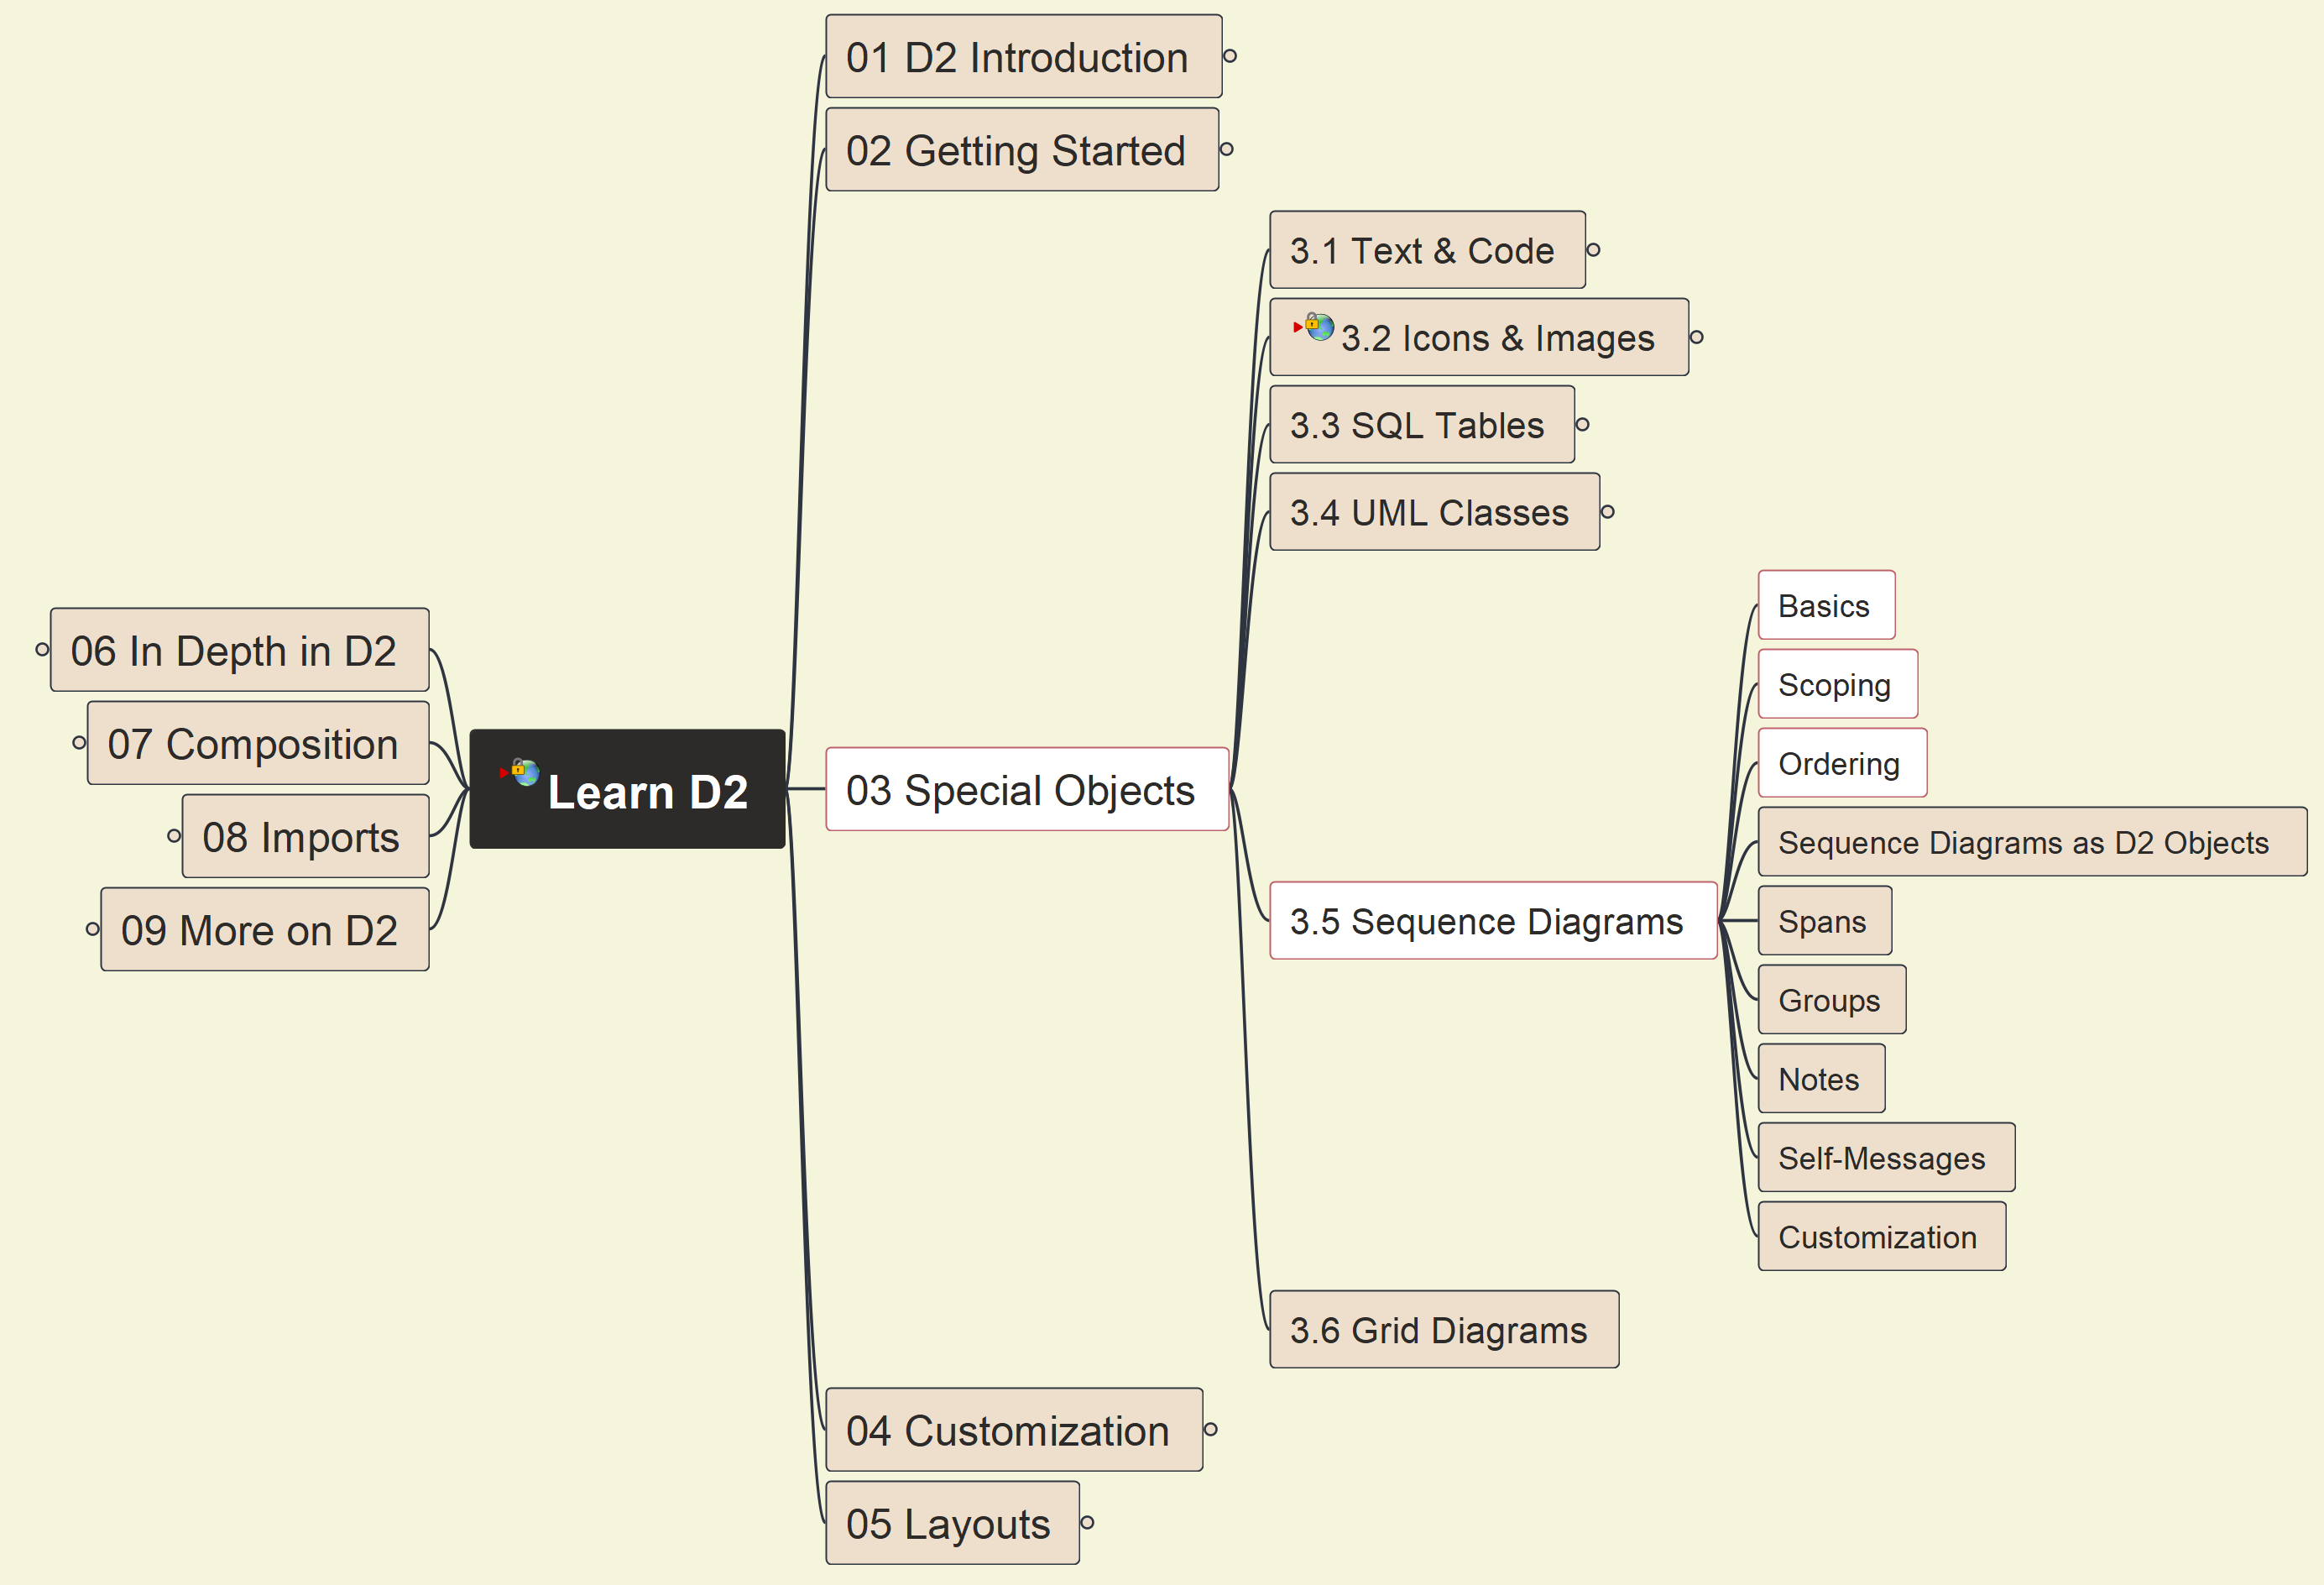 Learn D2
01 D2 Introduction
02 Getting Started
03 Special Objects
3.1 Text & Code
3.2 Icons & Images
3.3 SQL Tables
3.4 UML Classes
3.5 Sequence Diagrams
Basics
Scoping
Ordering
Sequence Diagrams as D2 Objects
Spans
Groups
Notes
Self-Messages
Customization
3.6 Grid Diagrams
04 Customization
05 Layouts
06 In Depth in D2
07 Composition
08 Imports
09 More on D2